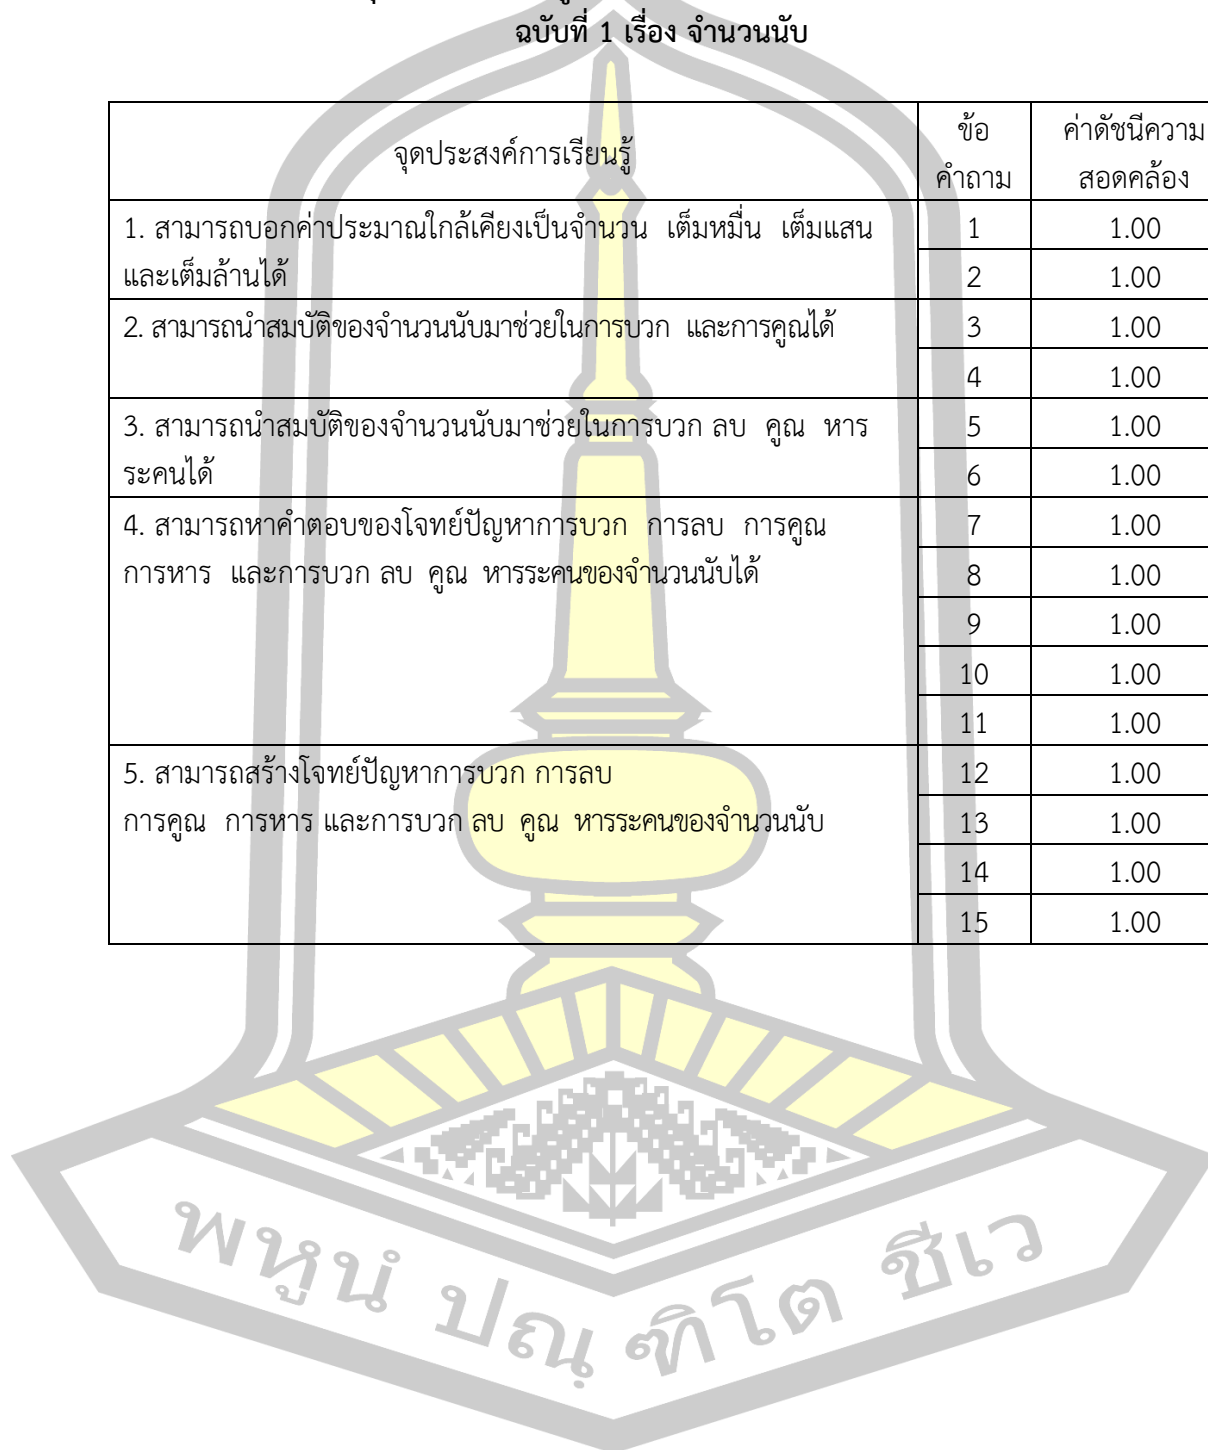 ฉบับที่ 1 เรื่อง จำนวนนับ
จุดประสงค์การเรียนรู้
ข้อ
คำถาม
ค่าดัชนีความ
สอดคล้อง
1. สามารถบอกค่าประมาณใกล้เคียงเป็นจำนวน เต็มหมื่น เต็มแสน
และเต็มล้านได้
1 1.00
2 1.00
2. สามารถนำสมบัติของจำนวนนับมาช่วยในการบวก และการคูณได้
3 1.00
4 1.00
3. สามารถนำสมบัติของจำนวนนับมาช่วยในการบวก ลบ คูณ หาร
ระคนได้
5 1.00
6 1.00
4. สามารถหาคำตอบของโจทย์ปัญหาการบวก การลบ การคูณ
การหาร และการบวก ลบ คูณ หารระคนของจำนวนนับได้
7 1.00
8 1.00
9 1.00
10 1.00
11 1.00
5. สามารถสร้างโจทย์ปัญหาการบวก การลบ
การคูณ การหาร และการบวก ลบ คูณ หารระคนของจำนวนนับ
12 1.00
13 1.00
14 1.00
15 1.00
พหูนํ ปณฺฑิโต ชีเว